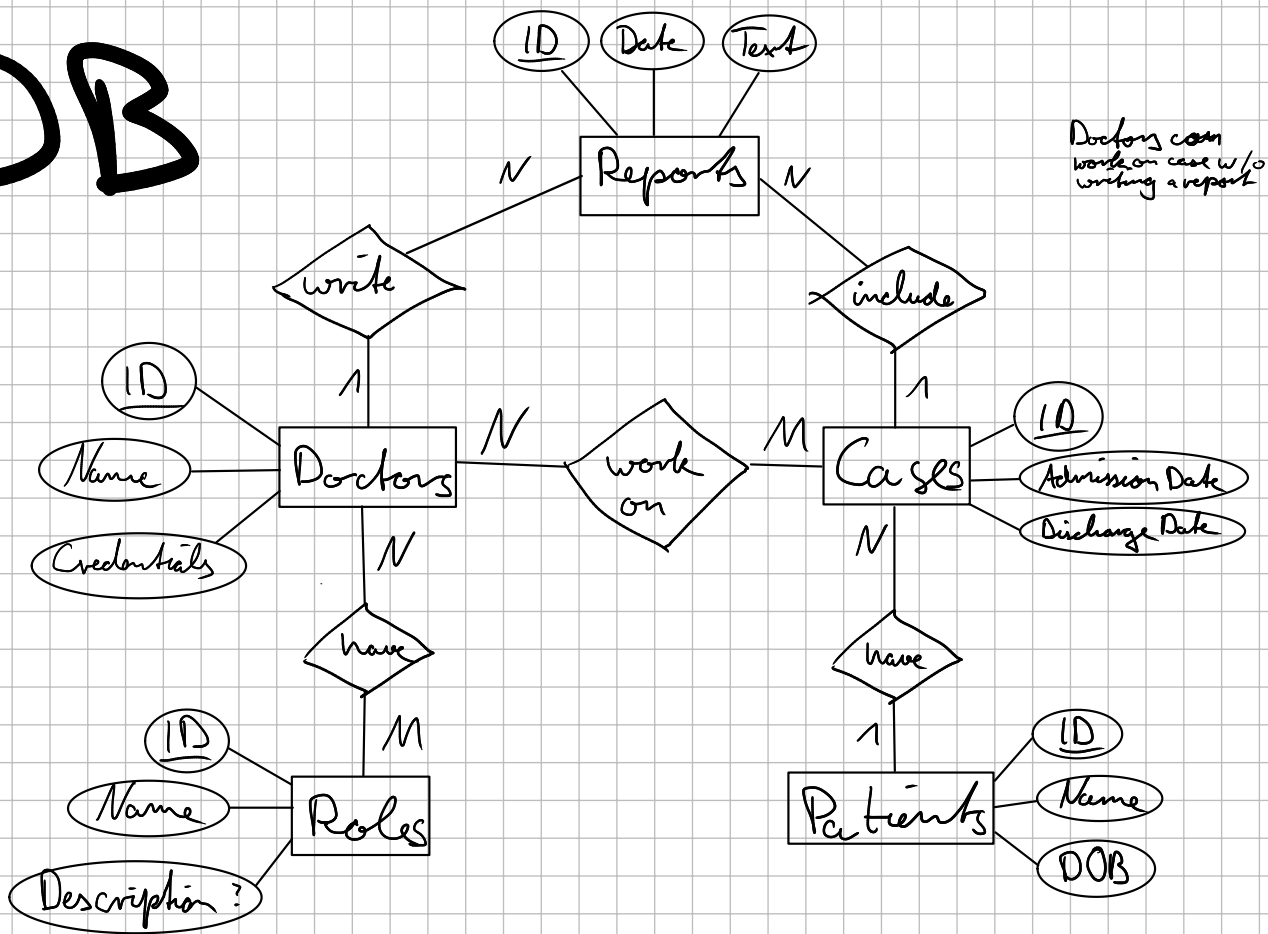 DB
ID
Date
Text
Reports
Doctors can
work on case w/o
writing a report
N
N
write
include
1
1
ID
Name
Credentials
Doctors
N
work
on
M
Cases
ID
Admission Date
Discharge Date
N
N
have
have
M
1
ID
Name
Description ?
Roles
Patients
ID
Name
DOB